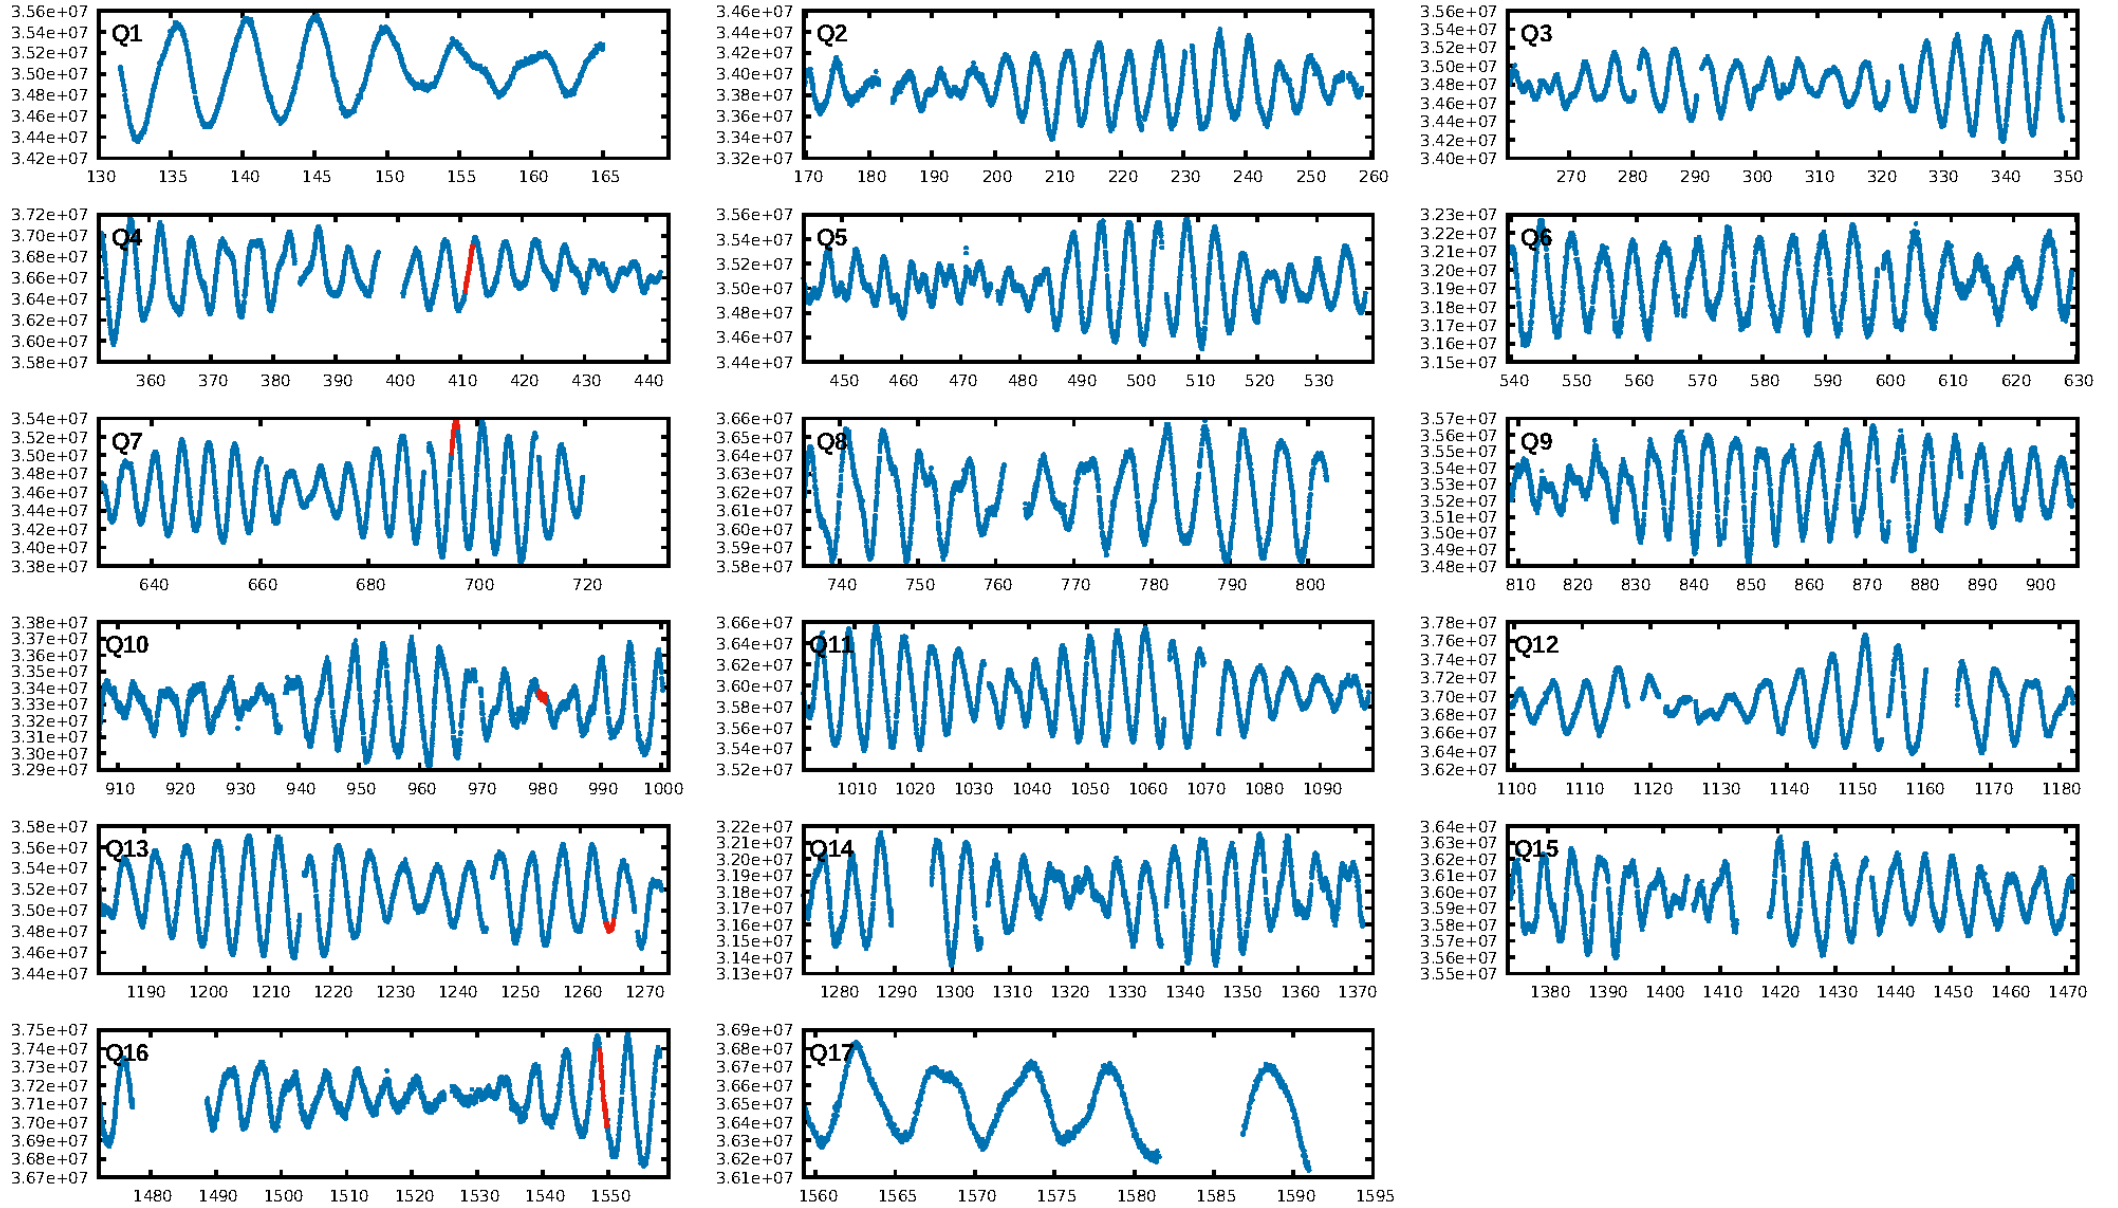 3.56e+07
3.54e+07
3.52e+07
3.50e+07
3.48e+07
3.46e+07
3.44e+07
3.42e+07
Q1
130 135 140 145 150 155 160 165
3.46e+07
3.44e+07
3.42e+07
3.40e+07
3.38e+07
3.36e+07
3.34e+07
3.32e+07
Q2
170 180 190 200 210 220 230 240 250 260
3.56e+07
3.54e+07
3.52e+07
3.50e+07
3.48e+07
3.46e+07
3.44e+07
3.42e+07
3.40e+07
Q3
270 280 290 300 310 320 330 340 350
3.72e+07
3.70e+07
3.68e+07
3.66e+07
3.64e+07
3.62e+07
3.60e+07
3.58e+07
Q4
360 370 380 390 400 410 420 430 440
3.56e+07
3.54e+07
3.52e+07
3.50e+07
3.48e+07
3.46e+07
3.44e+07
Q5
450 460 470 480 490 500 510 520 530
3.23e+07
3.22e+07
3.21e+07
3.20e+07
3.19e+07
3.18e+07
3.17e+07
3.16e+07
3.15e+07
Q6
540 550 560 570 580 590 600 610 620 630
3.54e+07
3.52e+07
3.50e+07
3.48e+07
3.46e+07
3.44e+07
3.42e+07
3.40e+07
3.38e+07
Q7
640 660 680 700 720
3.66e+07
3.65e+07
3.64e+07
3.63e+07
3.62e+07
3.61e+07
3.60e+07
3.59e+07
3.58e+07
Q8
740 750 760 770 780 790 800
3.57e+07
3.56e+07
3.55e+07
3.54e+07
3.53e+07
3.52e+07
3.51e+07
3.50e+07
3.49e+07
3.48e+07
Q9
810 820 830 840 850 860 870 880 890 900
3.38e+07
3.37e+07
3.36e+07
3.35e+07
3.34e+07
3.33e+07
3.32e+07
3.31e+07
3.30e+07
3.29e+07
Q10
910 920 930 940 950 960 970 980 990 1000
3.66e+07
3.64e+07
3.62e+07
3.60e+07
3.58e+07
3.56e+07
3.54e+07
3.52e+07
Q11
1010 1020 1030 1040 1050 1060 1070 1080 1090
3.78e+07
3.76e+07
3.74e+07
3.72e+07
3.70e+07
3.68e+07
3.66e+07
3.64e+07
3.62e+07
Q12
1100 1110 1120 1130 1140 1150 1160 1170 1180
3.58e+07
3.56e+07
3.54e+07
3.52e+07
3.50e+07
3.48e+07
3.46e+07
3.44e+07
Q13
1190 1200 1210 1220 1230 1240 1250 1260 1270
3.22e+07
3.21e+07
3.20e+07
3.19e+07
3.18e+07
3.17e+07
3.16e+07
3.15e+07
3.14e+07
3.13e+07
Q14
1280 1290 1300 1310 1320 1330 1340 1350 1360 1370
3.64e+07
3.63e+07
3.62e+07
3.61e+07
3.60e+07
3.59e+07
3.58e+07
3.57e+07
3.56e+07
3.55e+07
Q15
1380 1390 1400 1410 1420 1430 1440 1450 1460 1470
3.75e+07
3.74e+07
3.73e+07
3.72e+07
3.71e+07
3.70e+07
3.69e+07
3.68e+07
3.67e+07
Q16
1480 1490 1500 1510 1520 1530 1540 1550
3.69e+07
3.68e+07
3.67e+07
3.66e+07
3.65e+07
3.64e+07
3.63e+07
3.62e+07
3.61e+07
Q17
1560 1565 1570 1575 1580 1585 1590 1595